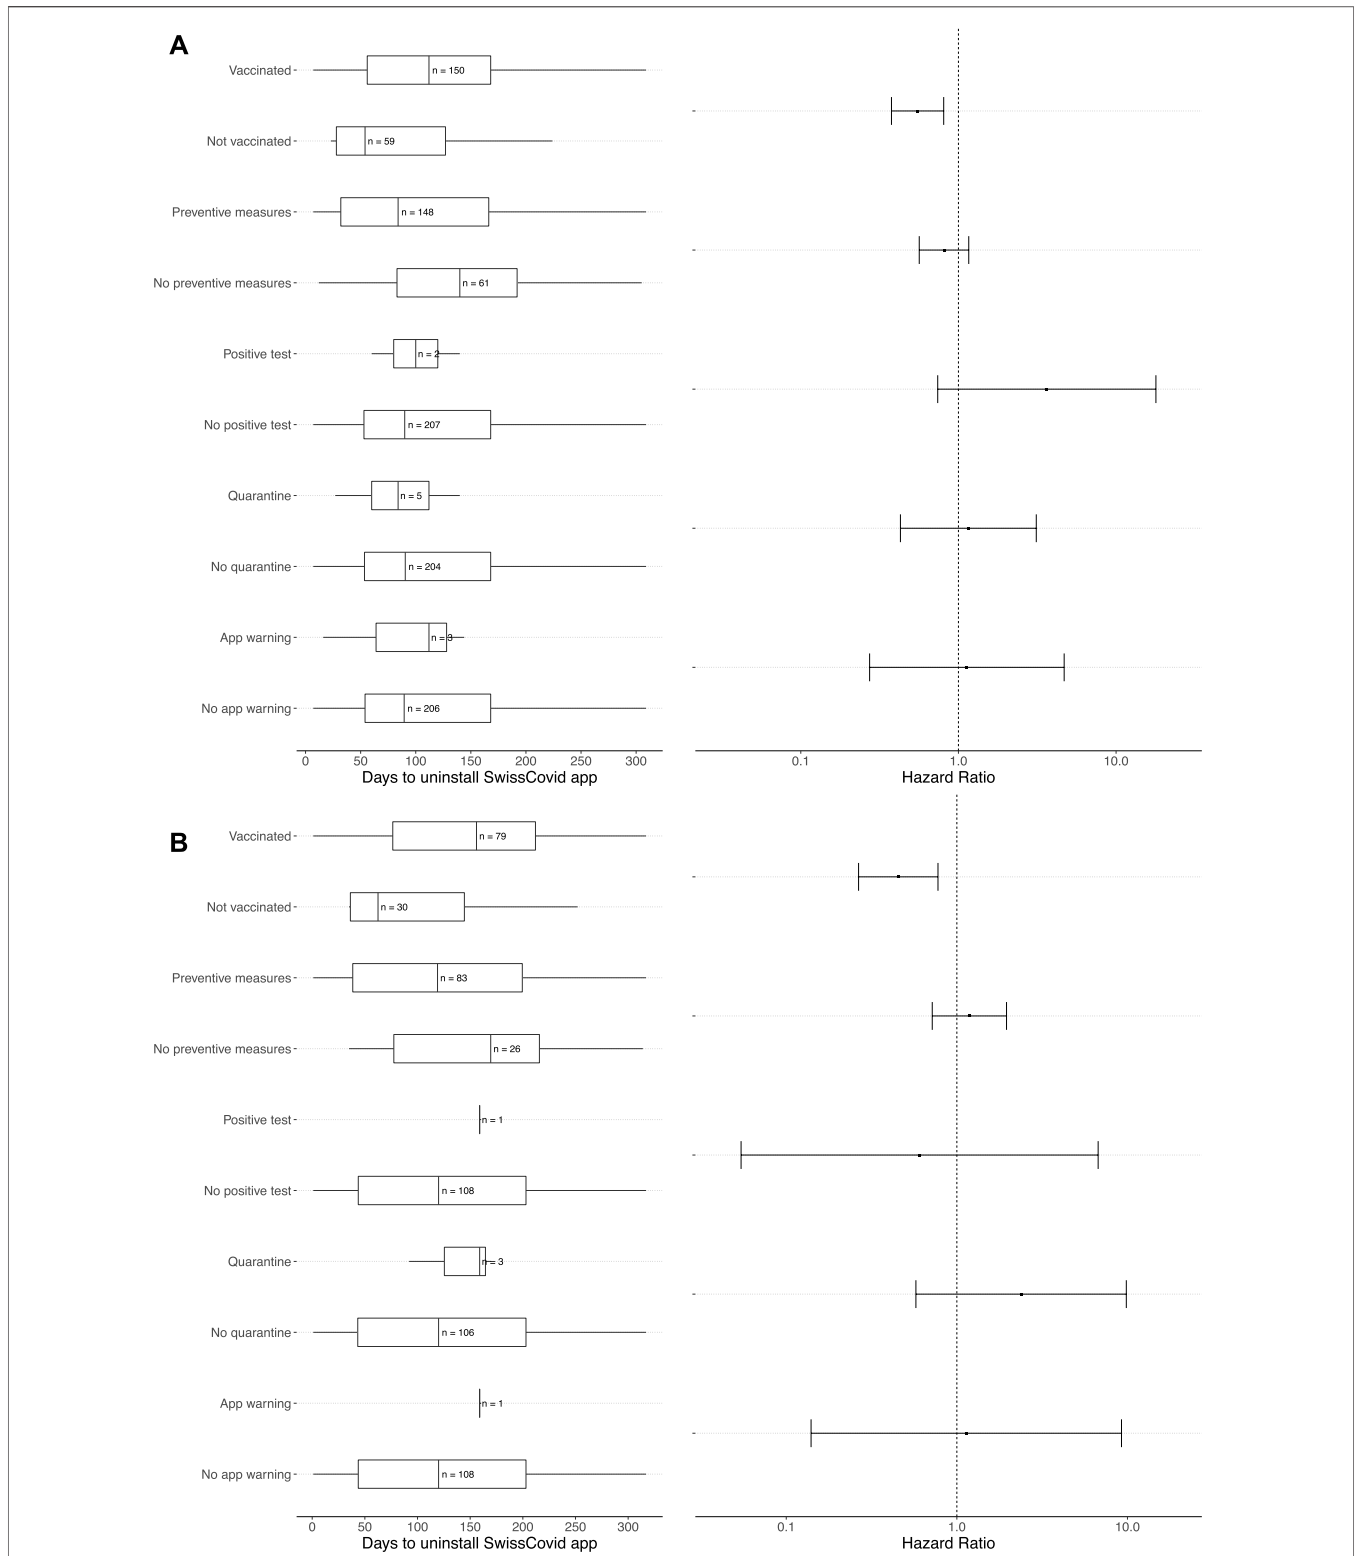 A
Vaccinated
n = 150
Not vaccinated
n = 59
Preventive measures
n = 148
No preventive measures
n = 61
Positive test
n = 2
No positive test
n = 207
Quarantine
n = 5
No quarantine
n = 204
App warning
n = 3
No app warning
n = 206
0 50 100 150 200 250 300
Days to uninstall SwissCovid app
0.1 1.0 10.0
Hazard Ratio
B
Vaccinated
n = 79
Not vaccinated
n = 30
Preventive measures
n = 83
No preventive measures
n = 26
Positive test
n = 1
No positive test
n = 108
Quarantine
n = 3
No quarantine
n = 106
App warning
n = 1
No app warning
n = 108
0 50 100 150 200 250 300
Days to uninstall SwissCovid app
0.1 1.0 10.0
Hazard Ratio